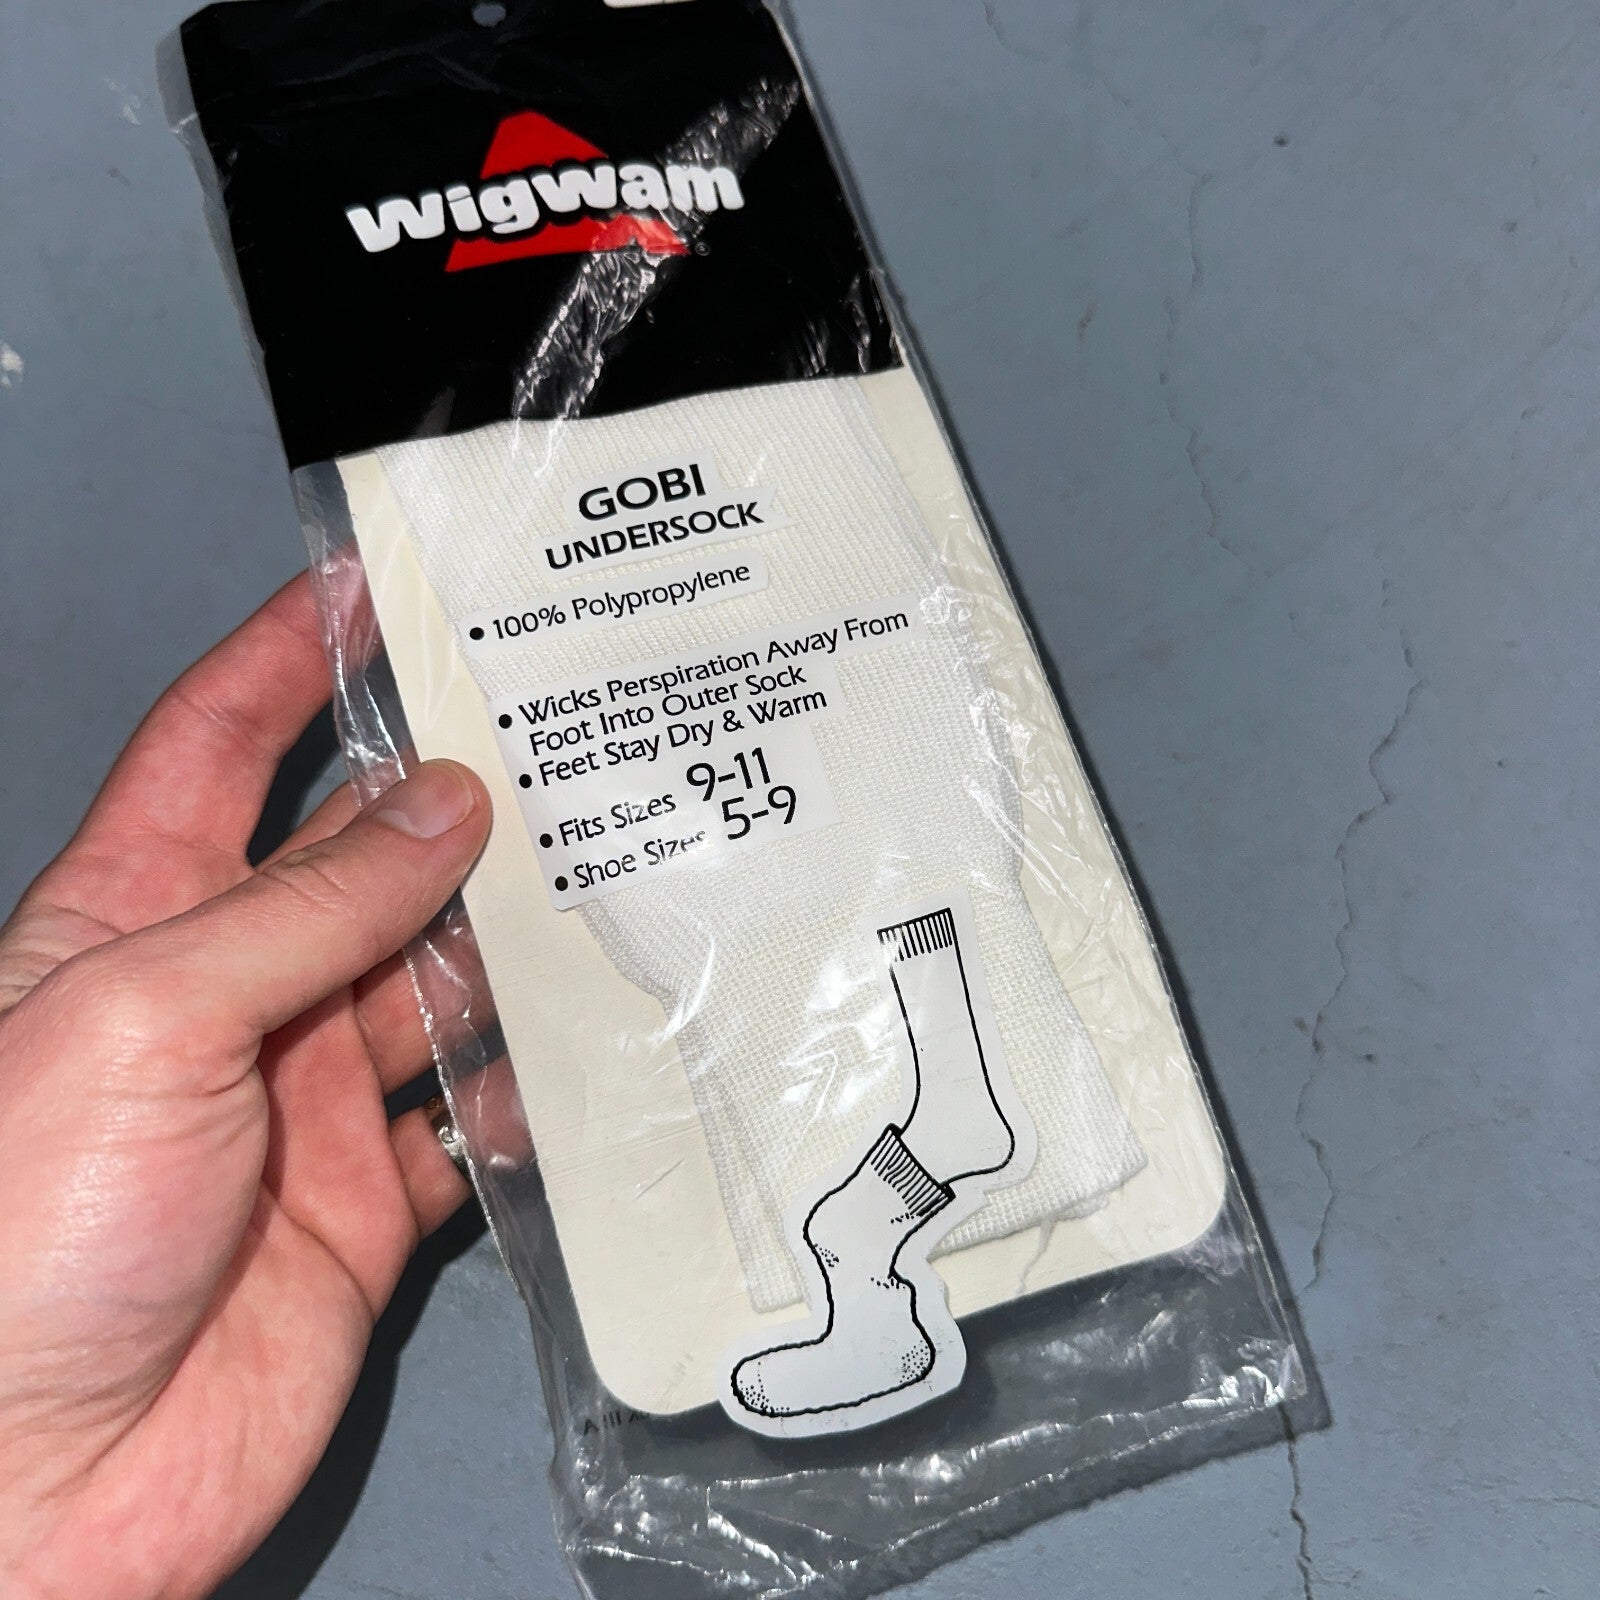 Wigwam
®
GOBI
UNDERSOCK
• 100% Polypropylene
• Wicks Perspiration Away From
Foot Into Outer Sock
• Feet Stay Dry & Warm
• Fits Sizes 9-11
• Shoe Sizes 5-9